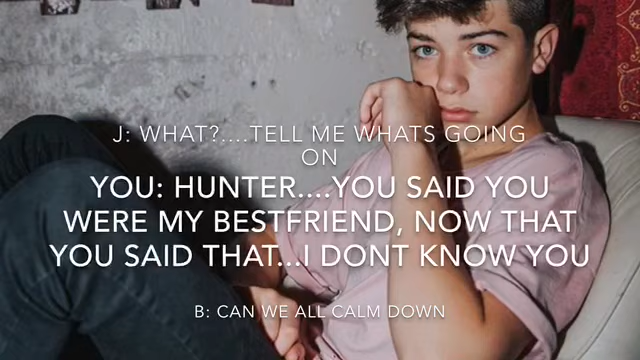 J: WHAT?....TELL ME WHATS GOING
ON
YOU: HUNTER....YOU SAID YOU
WERE MY BESTFRIEND, NOW THAT
YOU SAID THAT...I DONT KNOW YOU
B: CAN WE ALL CALM DOWN